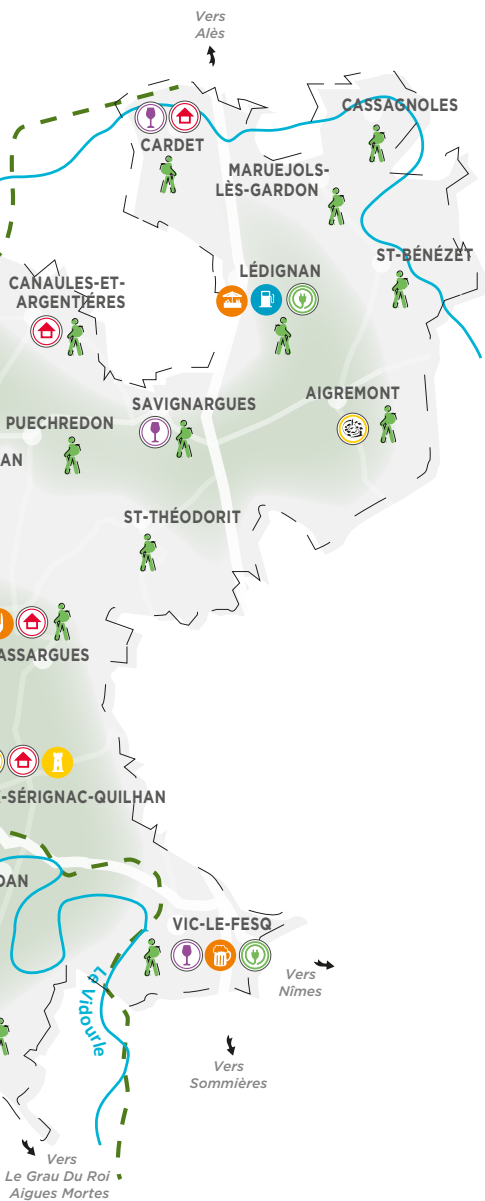 Vers
Alès
CASSAGNOLES
CARDET
MARUEJOLS-
LÈS-GARDON
ST-BÉNÉZET
LÉDIGNAN
CANAULES-ET-
ARGENTIÉRES
AIGREMONT
SAVIGNARGUES
PUECHREDON
AN
ST-THÉODORIT
ASSARGUES
-SÉRIGNAC-QUILHAN
DAN
VIC-LE-FESQ
Le Vidourle
Vers
Nîmes
Vers
Sommières
Vers
Le Grau Du Roi
Aigues Mortes